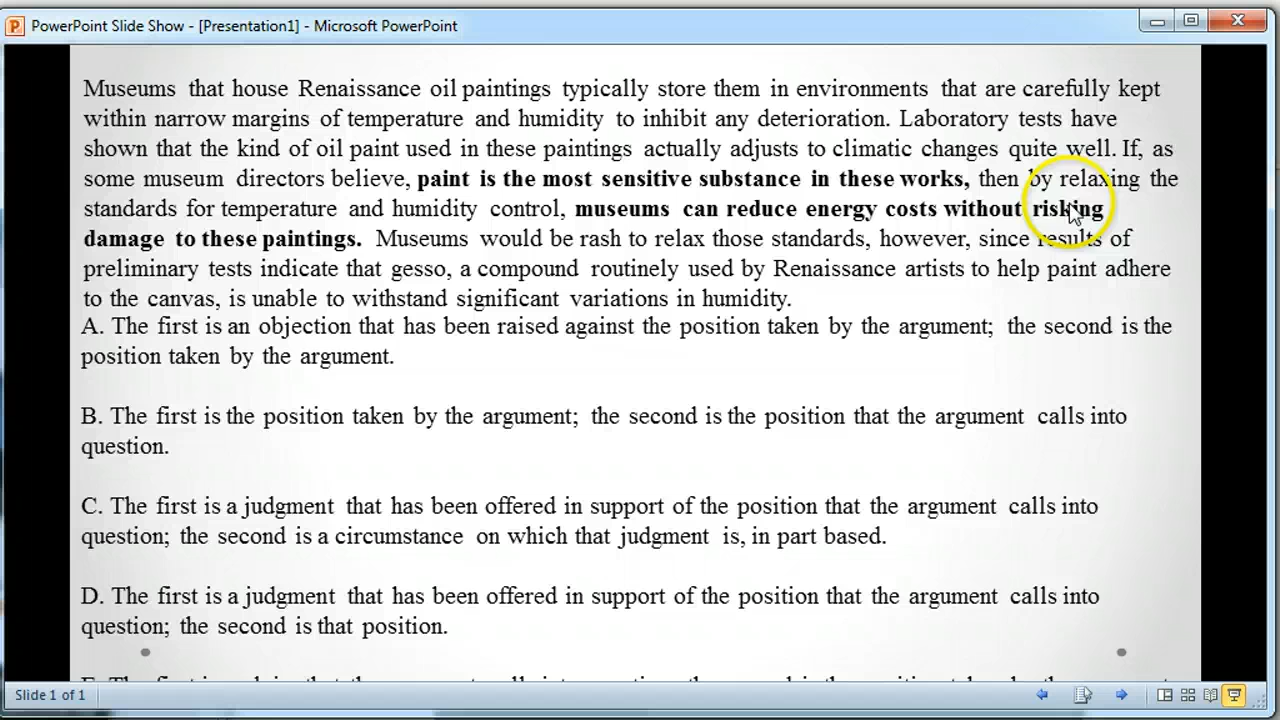 PowerPoint Slide Show - [Presentation1] - Microsoft PowerPoint
Museums that house Renaissance oil paintings typically store them in environments that are carefully kept
within narrow margins of temperature and humidity to inhibit any deterioration. Laboratory tests have
shown that the kind of oil paint used in these paintings actually adjusts to climatic changes quite well. If, as
some museum directors believe, paint is the most sensitive substance in these works, then by relaxing the
standards for temperature and humidity control, museums can reduce energy costs without risking
damage to these paintings. Museums would be rash to relax those standards, however, since results of
preliminary tests indicate that gesso, a compound routinely used by Renaissance artists to help paint adhere
to the canvas, is unable to withstand significant variations in humidity.
A. The first is an objection that has been raised against the position taken by the argument; the second is the
position taken by the argument.
B. The first is the position taken by the argument; the second is the position that the argument calls into
question.
C. The first is a judgment that has been offered in support of the position that the argument calls into
question; the second is a circumstance on which that judgment is, in part based.
D. The first is a judgment that has been offered in support of the position that the argument calls into
question; the second is that position.
Slide 1 of 1